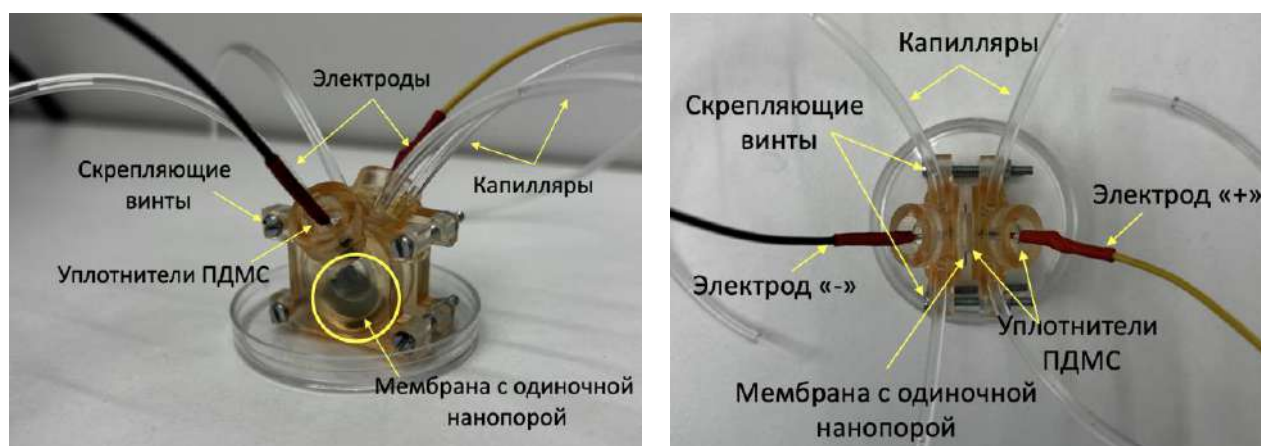 Электроды
Скрепляющие
винты
Капилляры
Уплотнители ПДМС
Мембрана с одиночной
нанопорой
Капилляры
Скрепляющие
винты
Электрод «+»
Электрод «-»
Уплотнители
ПДМС
Мембрана с одиночной
нанопорой